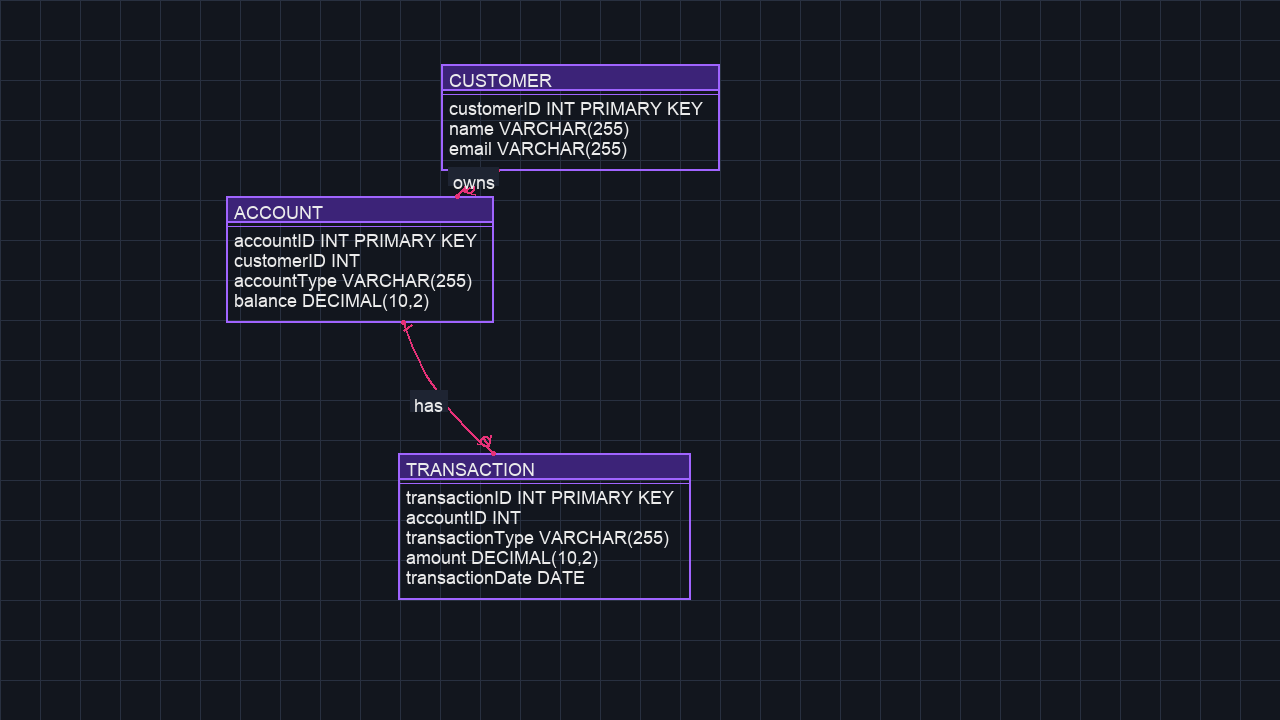 CUSTOMER
customerID INT PRIMARY KEY
name VARCHAR(255)
email VARCHAR(255)
owns
ACCOUNT
accountID INT PRIMARY KEY
customerID INT
accountType VARCHAR(255)
balance DECIMAL(10,2)
has
TRANSACTION
transactionID INT PRIMARY KEY
accountID INT
transactionType VARCHAR(255)
amount DECIMAL(10,2)
transactionDate DATE